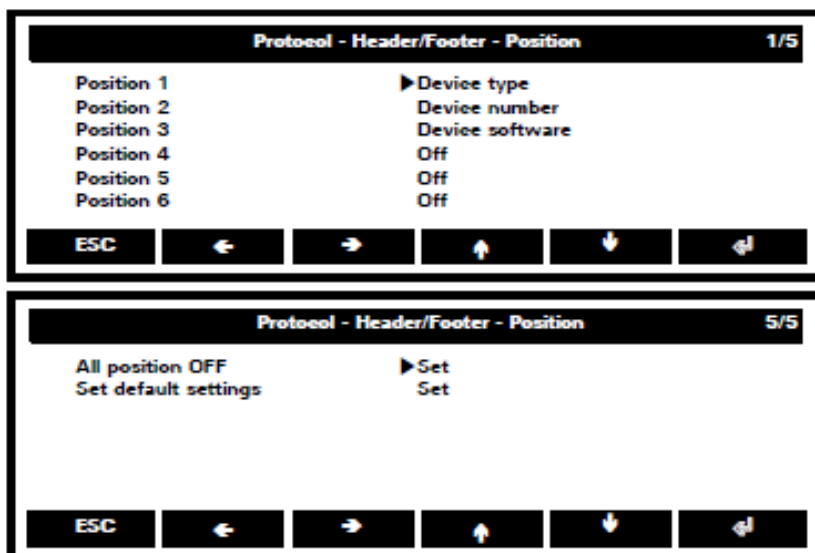 Protocol - Header/Footer - Position 1/5
Position 1 ▶Device type
Position 2 Device number
Position 3 Device software
Position 4 Off
Position 5 Off
Position 6 Off
ESC ← → ↑ ↓ ↵
Protocol - Header/Footer - Position 5/5
All position OFF ▶Set
Set default settings Set
ESC ← → ↑ ↓ ↵